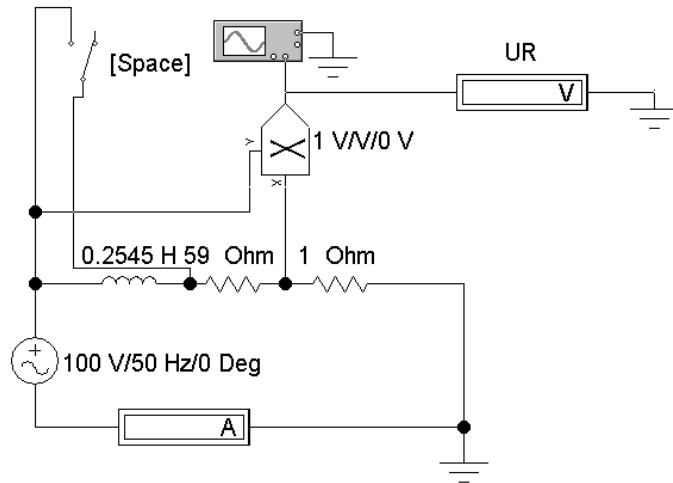 UR
[Space]
V
Y
1 V/V/0 V
X
0.2545 H 59 Ohm 1 Ohm
+
100 V/50 Hz/0 Deg
A